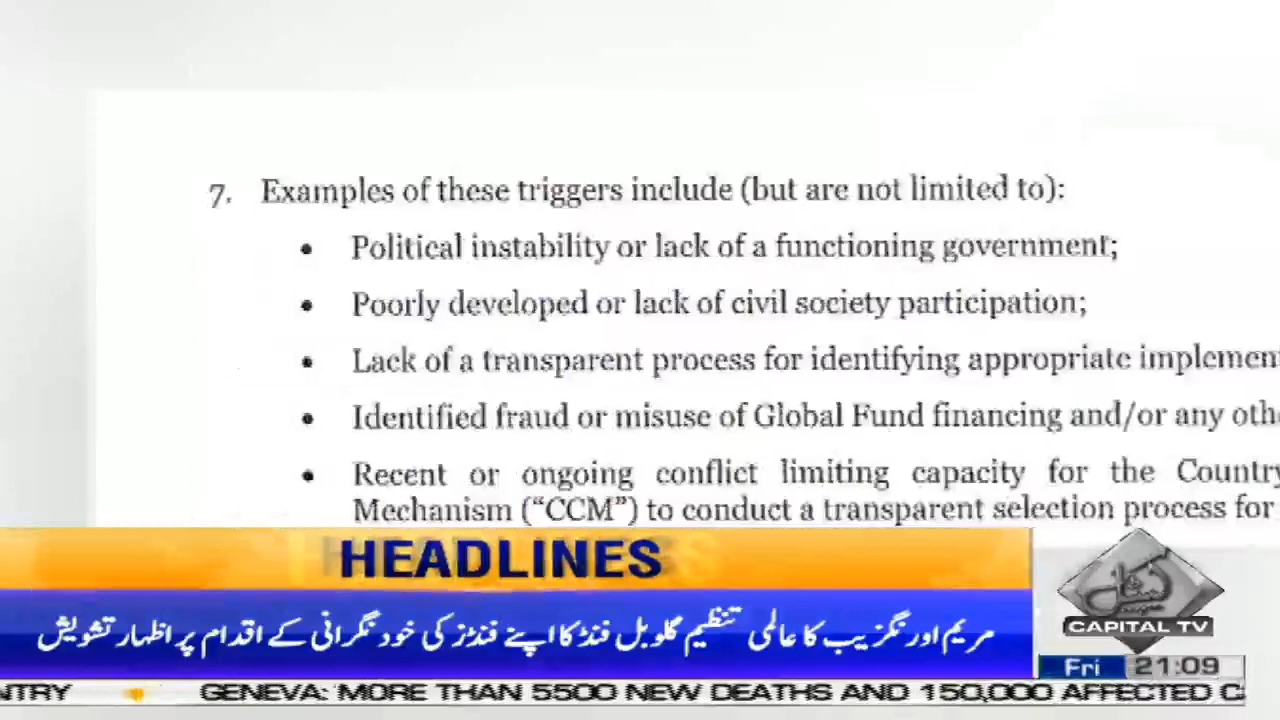 7. Examples of these triggers include (but are not limited to):
• Political instability or lack of a functioning government;
• Poorly developed or lack of civil society participation;
• Lack of a transparent process for identifying appropriate implemen
• Identified fraud or misuse of Global Fund financing and/or any oth
• Recent or ongoing conflict limiting capacity for the Country
Mechanism (“CCM”) to conduct a transparent selection process for
HEADLINES
مریم اورنگزیب کا عالمی تنظیم گلوبل فنڈ کا اپنے فنڈز کی خود نگرانی کے اقدام پر اظہار تشویش
کیپیٹل
CAPITAL TV
Fri 21:09
NTRY GENEVA: MORE THAN 5500 NEW DEATHS AND 150,000 AFFECTED C